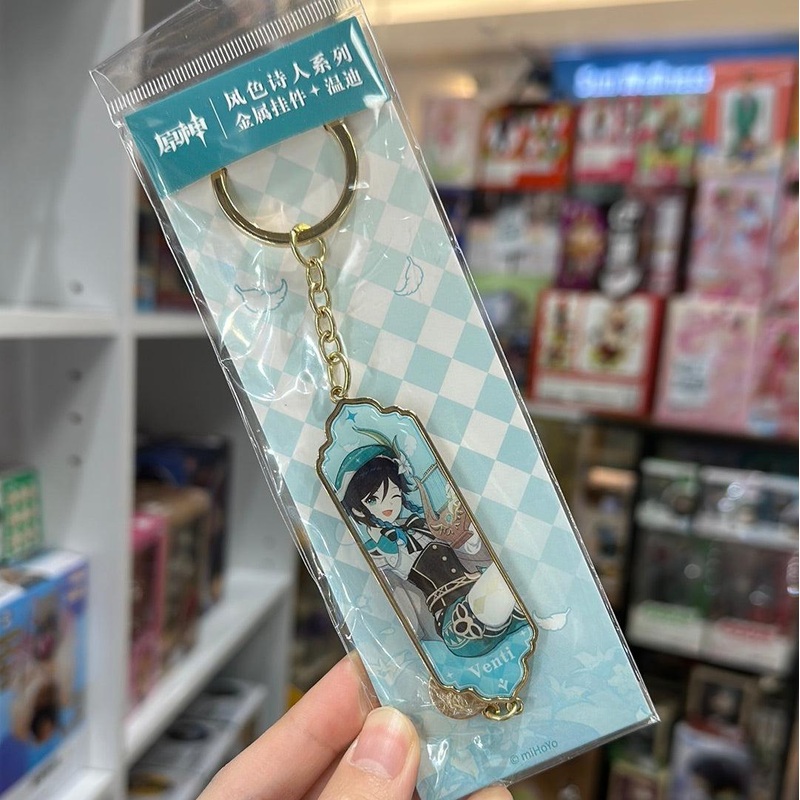 原神
风色诗人系列
金属挂件✦温迪
Venti
©miHoYo